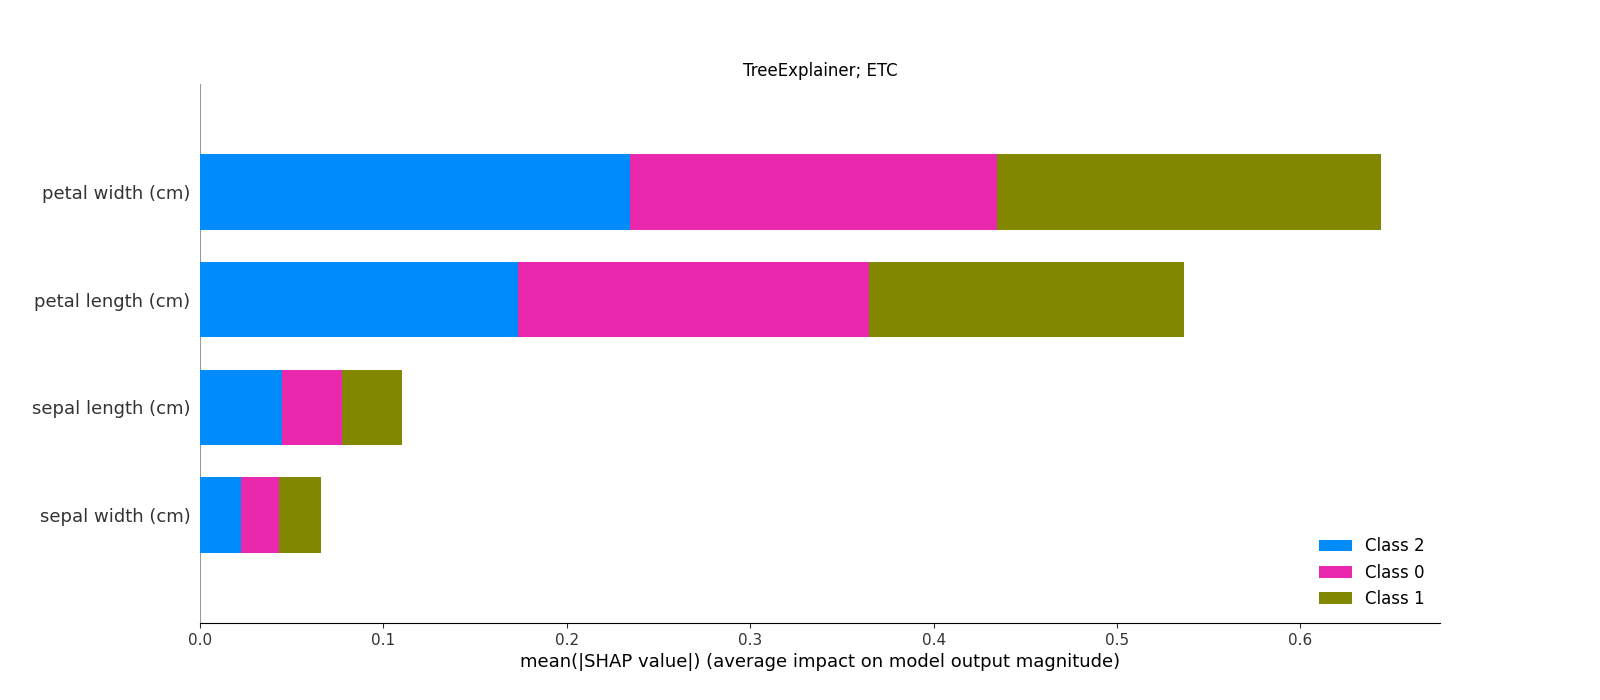 TreeExplainer; ETC
petal width (cm)
petal length (cm)
sepal length (cm)
sepal width (cm)
Class 2
Class 0
Class 1
0.0 0.1 0.2 0.3 0.4 0.5 0.6
mean(|SHAP value|) (average impact on model output magnitude)